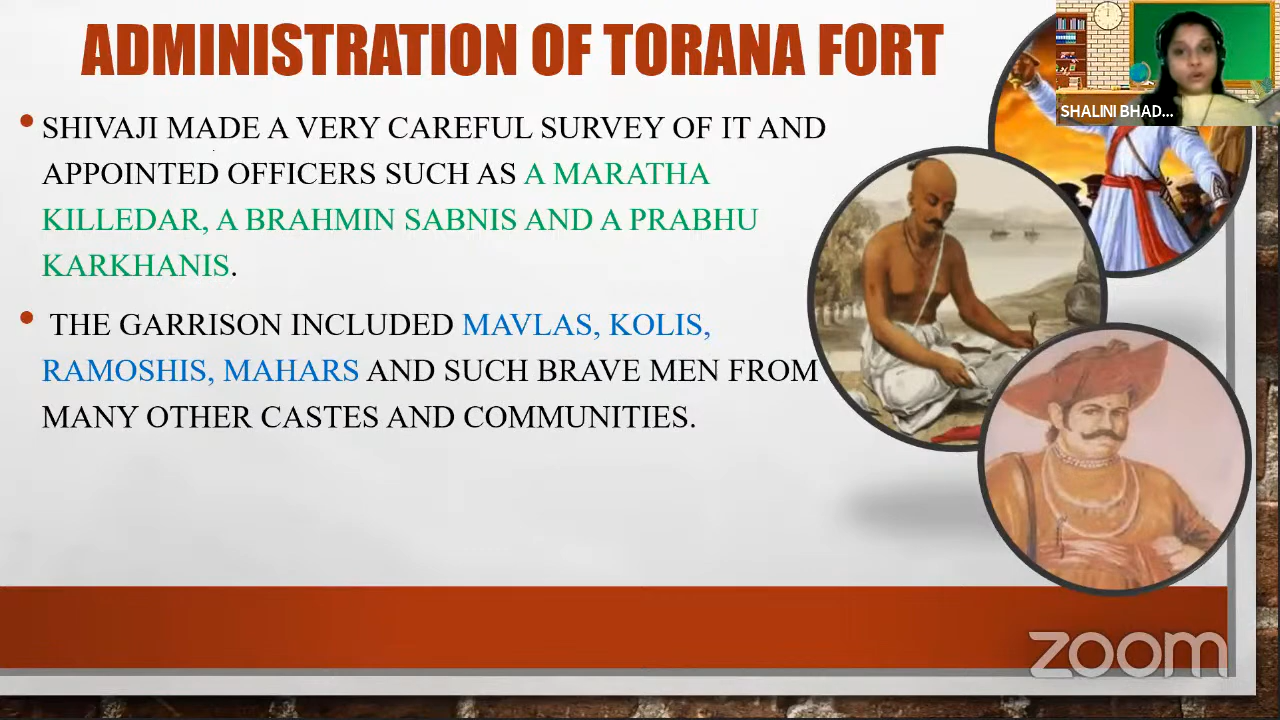 ADMINISTRATION OF TORANA FORT
SHALINI BHAD...
• SHIVAJI MADE A VERY CAREFUL SURVEY OF IT AND
APPOINTED OFFICERS SUCH AS A MARATHA
KILLEDAR, A BRAHMIN SABNIS AND A PRABHU
KARKHANIS.
• THE GARRISON INCLUDED MAVLAS, KOLIS,
RAMOSHIS, MAHARS AND SUCH BRAVE MEN FROM
MANY OTHER CASTES AND COMMUNITIES.
zoom